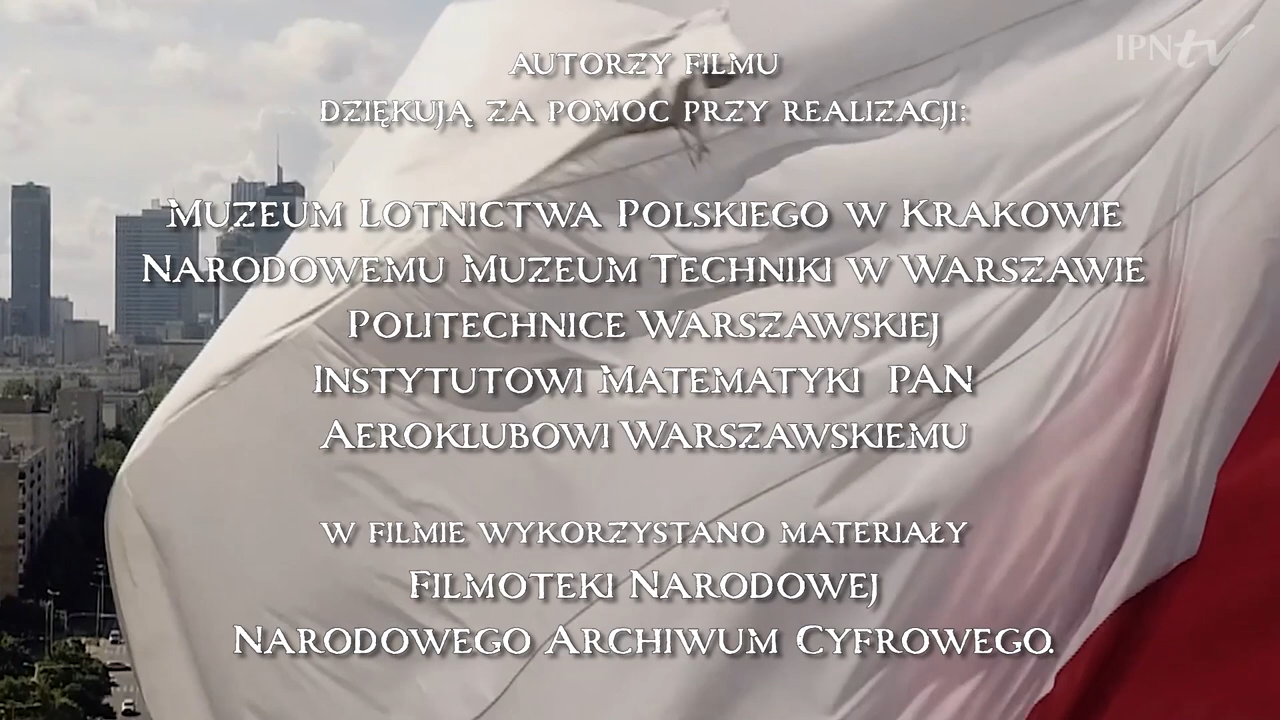 IPNtv
AUTORZY FILMU
DZIĘKUJĄ ZA POMOC PRZY REALIZACJI:
MUZEUM LOTNICTWA POLSKIEGO W KRAKOWIE
NARODOWEMU MUZEUM TECHNIKI W WARSZAWIE
POLITECHNICE WARSZAWSKIEJ
INSTYTUTOWI MATEMATYKI PAN
AEROKLUBOWI WARSZAWSKIEMU
W FILMIE WYKORZYSTANO MATERIAŁY
FILMOTEKI NARODOWEJ
NARODOWEGO ARCHIWUM CYFROWEGO.